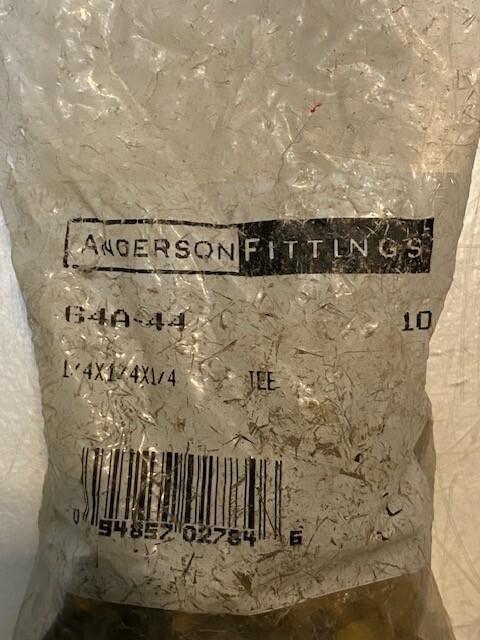 ANDERSON FITTINGS
64A-44 10
1/4X1/4X1/4 TEE
0 94857 02784 6